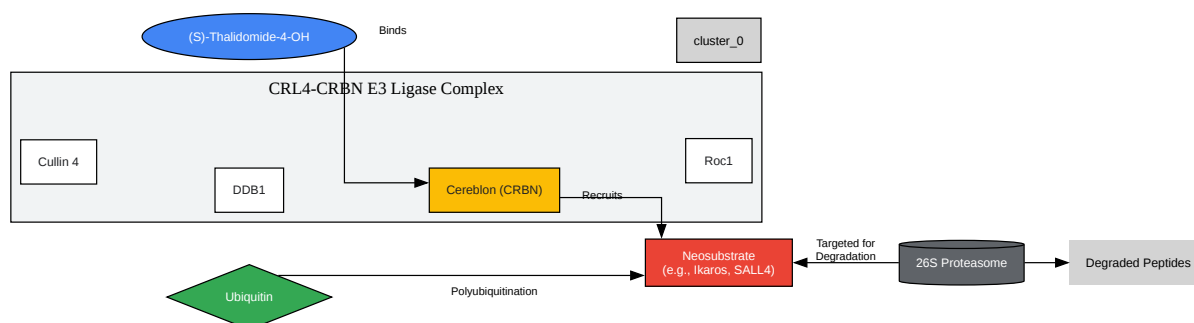 (S)-Thalidomide-4-OH
Binds
cluster_0
CRL4-CRBN E3 Ligase Complex
Cullin 4
DDB1
Cereblon (CRBN)
Roc1
Recruits
Neosubstrate
(e.g., Ikaros, SALL4)
Targeted for
Degradation
26S Proteasome
Degraded Peptides
Ubiquitin
Polyubiquitination